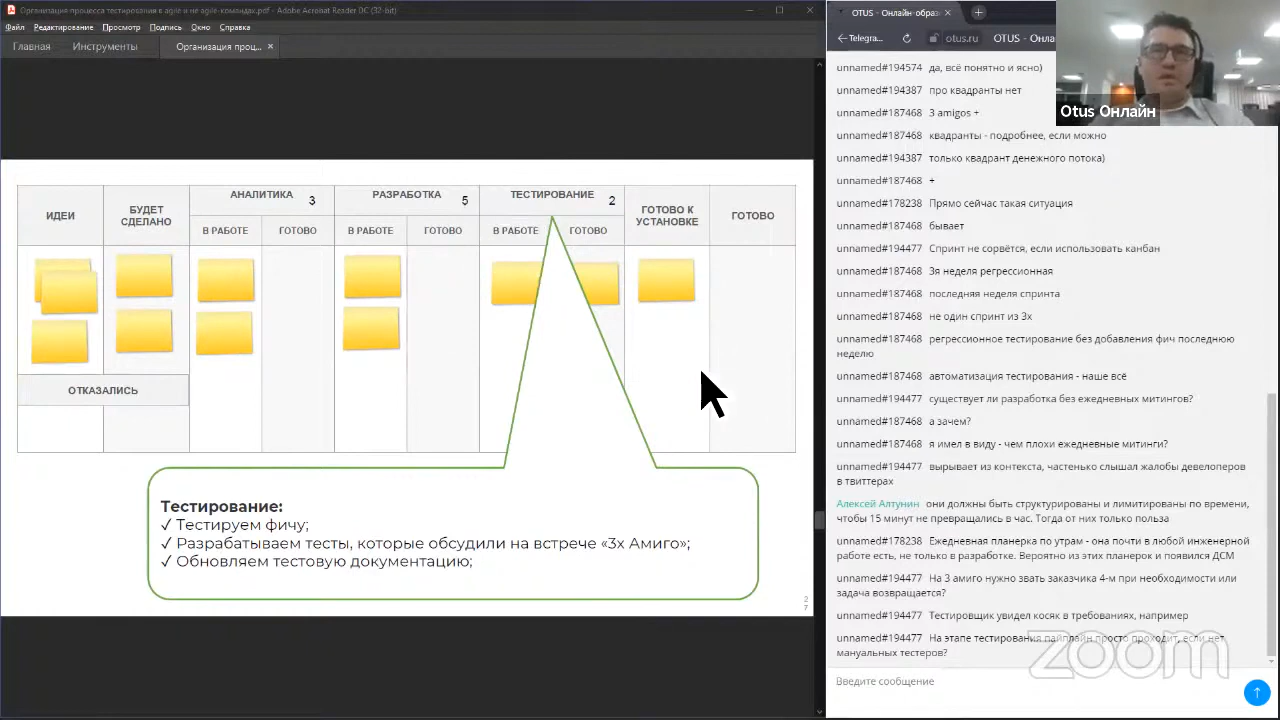 Организация процесса тестирования в agile и не agile-командах.pdf - Adobe Acrobat Reader DC (32-bit)
Файл Редактирование Просмотр Подпись Окно Справка
Главная Инструменты Организация проц... ×
ИДЕИ
БУДЕТ
СДЕЛАНО
АНАЛИТИКА 3
В РАБОТЕ ГОТОВО
РАЗРАБОТКА 5
В РАБОТЕ ГОТОВО
ТЕСТИРОВАНИЕ 2
В РАБОТЕ ГОТОВО
ГОТОВО К
УСТАНОВКЕ
ГОТОВО
ОТКАЗАЛИСЬ
Тестирование:
✓ Тестируем фичу;
✓ Разрабатываем тесты, которые обсудили на встрече «3х Амиго»;
✓ Обновляем тестовую документацию;
2
7
OTUS - Онлайн-образ
Telegra... otus.ru OTUS - Онла
Otus Онлайн
unnamed#194574 да, всё понятно и ясно)
unnamed#194387 про квадранты нет
unnamed#187468 3 amigos +
unnamed#187468 квадранты - подробнее, если можно
unnamed#194387 только квадрант денежного потока)
unnamed#187468 +
unnamed#178238 Прямо сейчас такая ситуация
unnamed#187468 бывает
unnamed#194477 Спринт не сорвётся, если использовать канбан
unnamed#187468 3я неделя регрессионная
unnamed#187468 последняя неделя спринта
unnamed#187468 не один спринт из 3х
unnamed#187468 регрессионное тестирование без добавления фич последнюю
неделю
unnamed#187468 автоматизация тестирования - наше всё
unnamed#194477 существует ли разработка без ежедневных митингов?
unnamed#187468 а зачем?
unnamed#187468 я имел в виду - чем плохи ежедневные митинги?
unnamed#194477 вырывает из контекста, частенько слышал жалобы девелоперов
в твиттерах
Алексей Алтунин они должны быть структурированы и лимитированы по времени,
чтобы 15 минут не превращались в час. Тогда от них только польза
unnamed#178238 Ежедневная планерка по утрам - она почти в любой инженерной
работе есть, не только в разработке. Вероятно из этих планерок и появился ДСМ
unnamed#194477 На 3 амиго нужно звать заказчика 4-м при необходимости или
задача возвращается?
unnamed#194477 Тестировщик увидел косяк в требованиях, например
unnamed#194477 На этапе тестирования пайплайн просто проходит, если нет
мануальных тестеров?
zoom
Введите сообщение